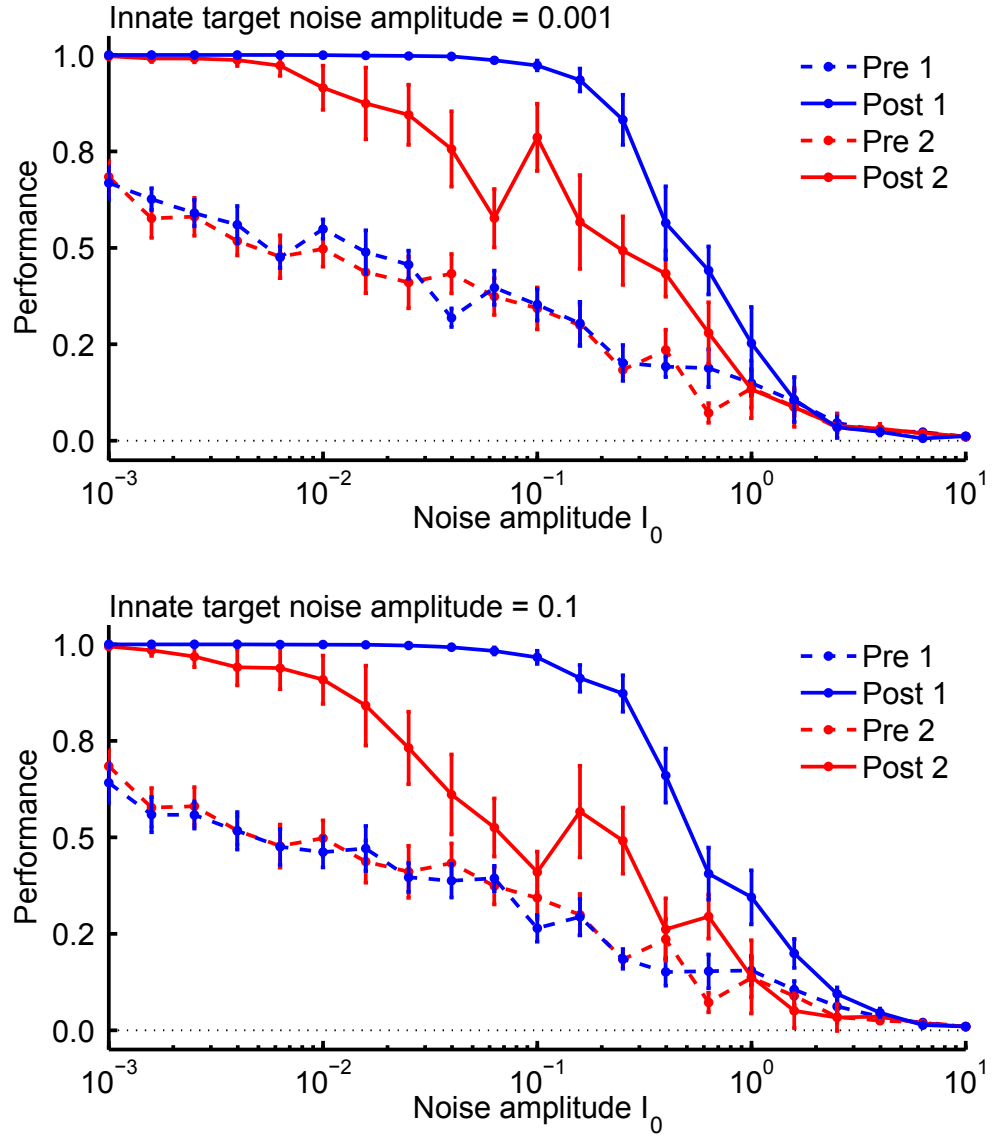 Innate target noise amplitude = 0.001
1.0
0.8
0.5
0.2
0.0
Performance
Pre 1
Post 1
Pre 2
Post 2
10⁻³ 10⁻² 10⁻¹ 10⁰ 10¹
Noise amplitude I₀
Innate target noise amplitude = 0.1
1.0
0.8
0.5
0.2
0.0
Performance
Pre 1
Post 1
Pre 2
Post 2
10⁻³ 10⁻² 10⁻¹ 10⁰ 10¹
Noise amplitude I₀